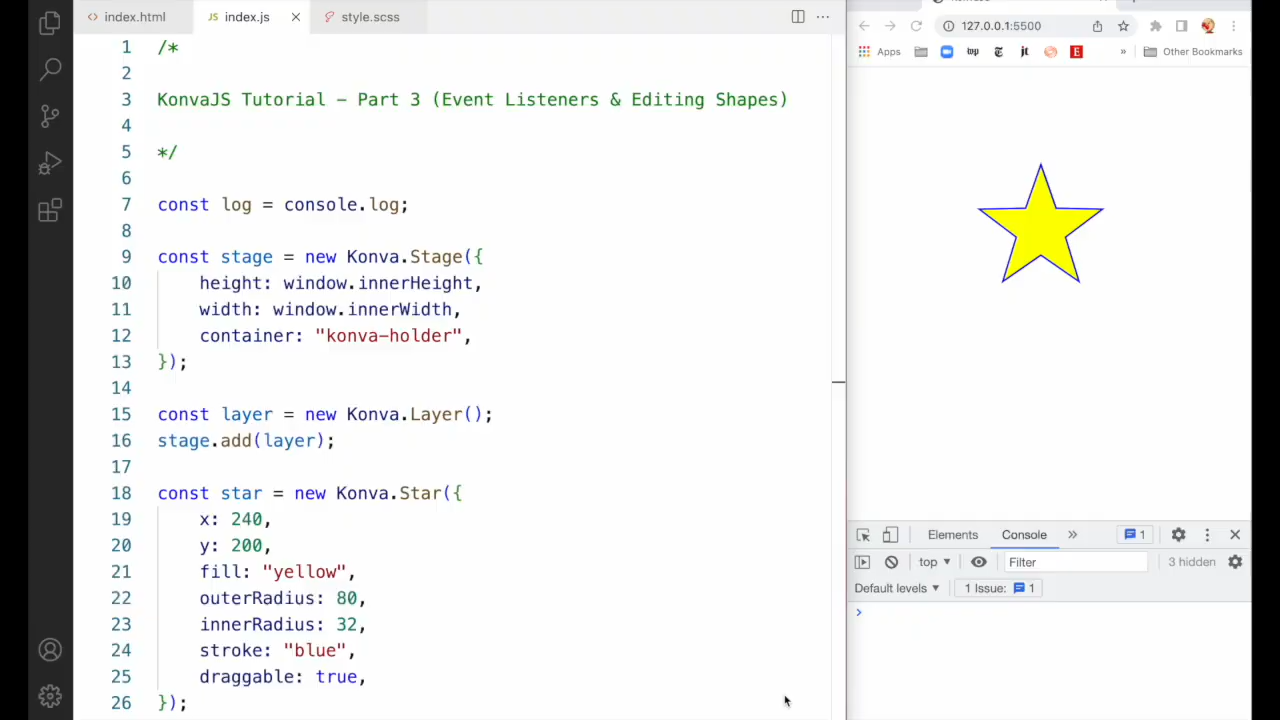 index.html
JS index.js
style.scss
127.0.0.1:5500
Apps
wp
jt
E
»
Other Bookmarks
1 /*
2
3 KonvaJS Tutorial - Part 3 (Event Listeners & Editing Shapes)
4
5 */
6
7 const log = console.log;
8
9 const stage = new Konva.Stage({
10 height: window.innerHeight,
11 width: window.innerWidth,
12 container: "konva-holder",
13 });
14
15 const layer = new Konva.Layer();
16 stage.add(layer);
17
18 const star = new Konva.Star({
19 x: 240,
20 y: 200,
21 fill: "yellow",
22 outerRadius: 80,
23 innerRadius: 32,
24 stroke: "blue",
25 draggable: true,
26 });
Elements
Console
»
1
top
Filter
3 hidden
Default levels
1 Issue:
1
>